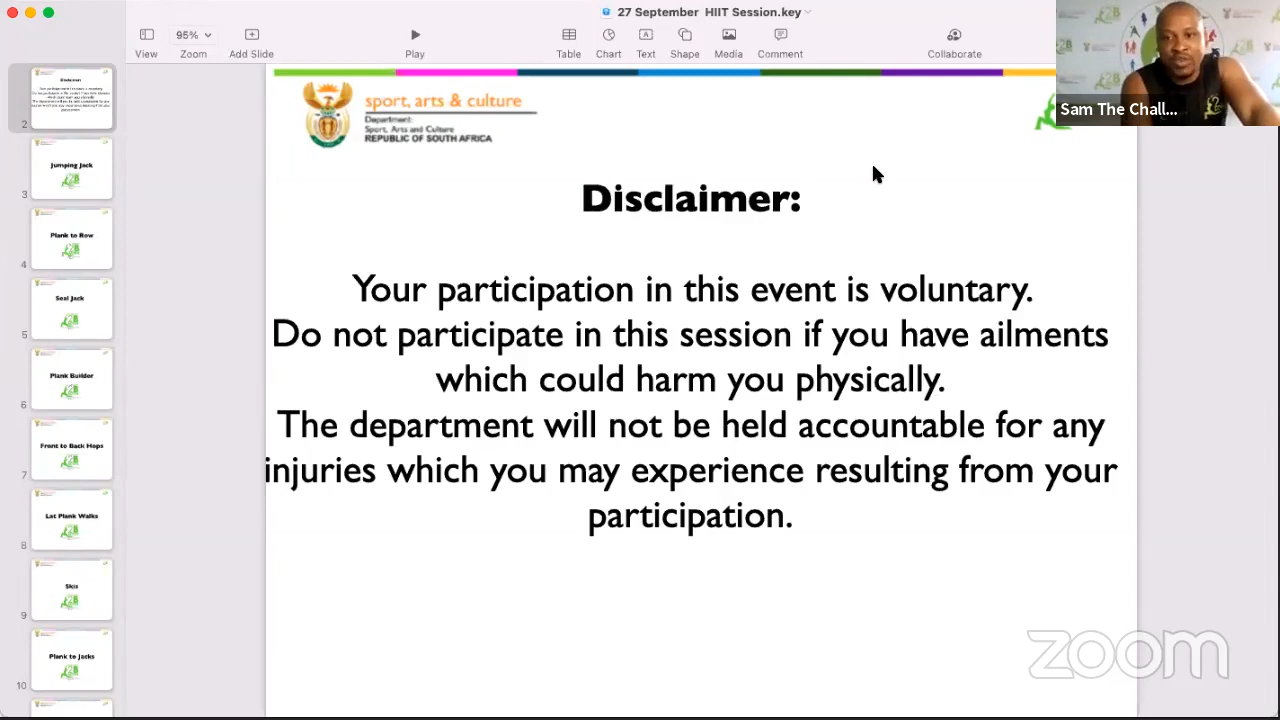 27 September HIIT Session.key
View
95%
Zoom
Add Slide
Play
Table
Chart
Text
Shape
Media
Comment
Collaborate
Sam The Chall...
sport, arts & culture
Department:
Sport, Arts and Culture
REPUBLIC OF SOUTH AFRICA
Disclaimer:
Your participation in this event is voluntary.
Do not participate in this session if you have ailments
which could harm you physically.
The department will not be held accountable for any
injuries which you may experience resulting from your
participation.
2
Jumping Jack
3
Plank to Row
4
Seal Jack
5
Plank Builder
6
Front to Back Hops
7
Lat Plank Walks
8
Skis
9
Plank to Jacks
10
zoom